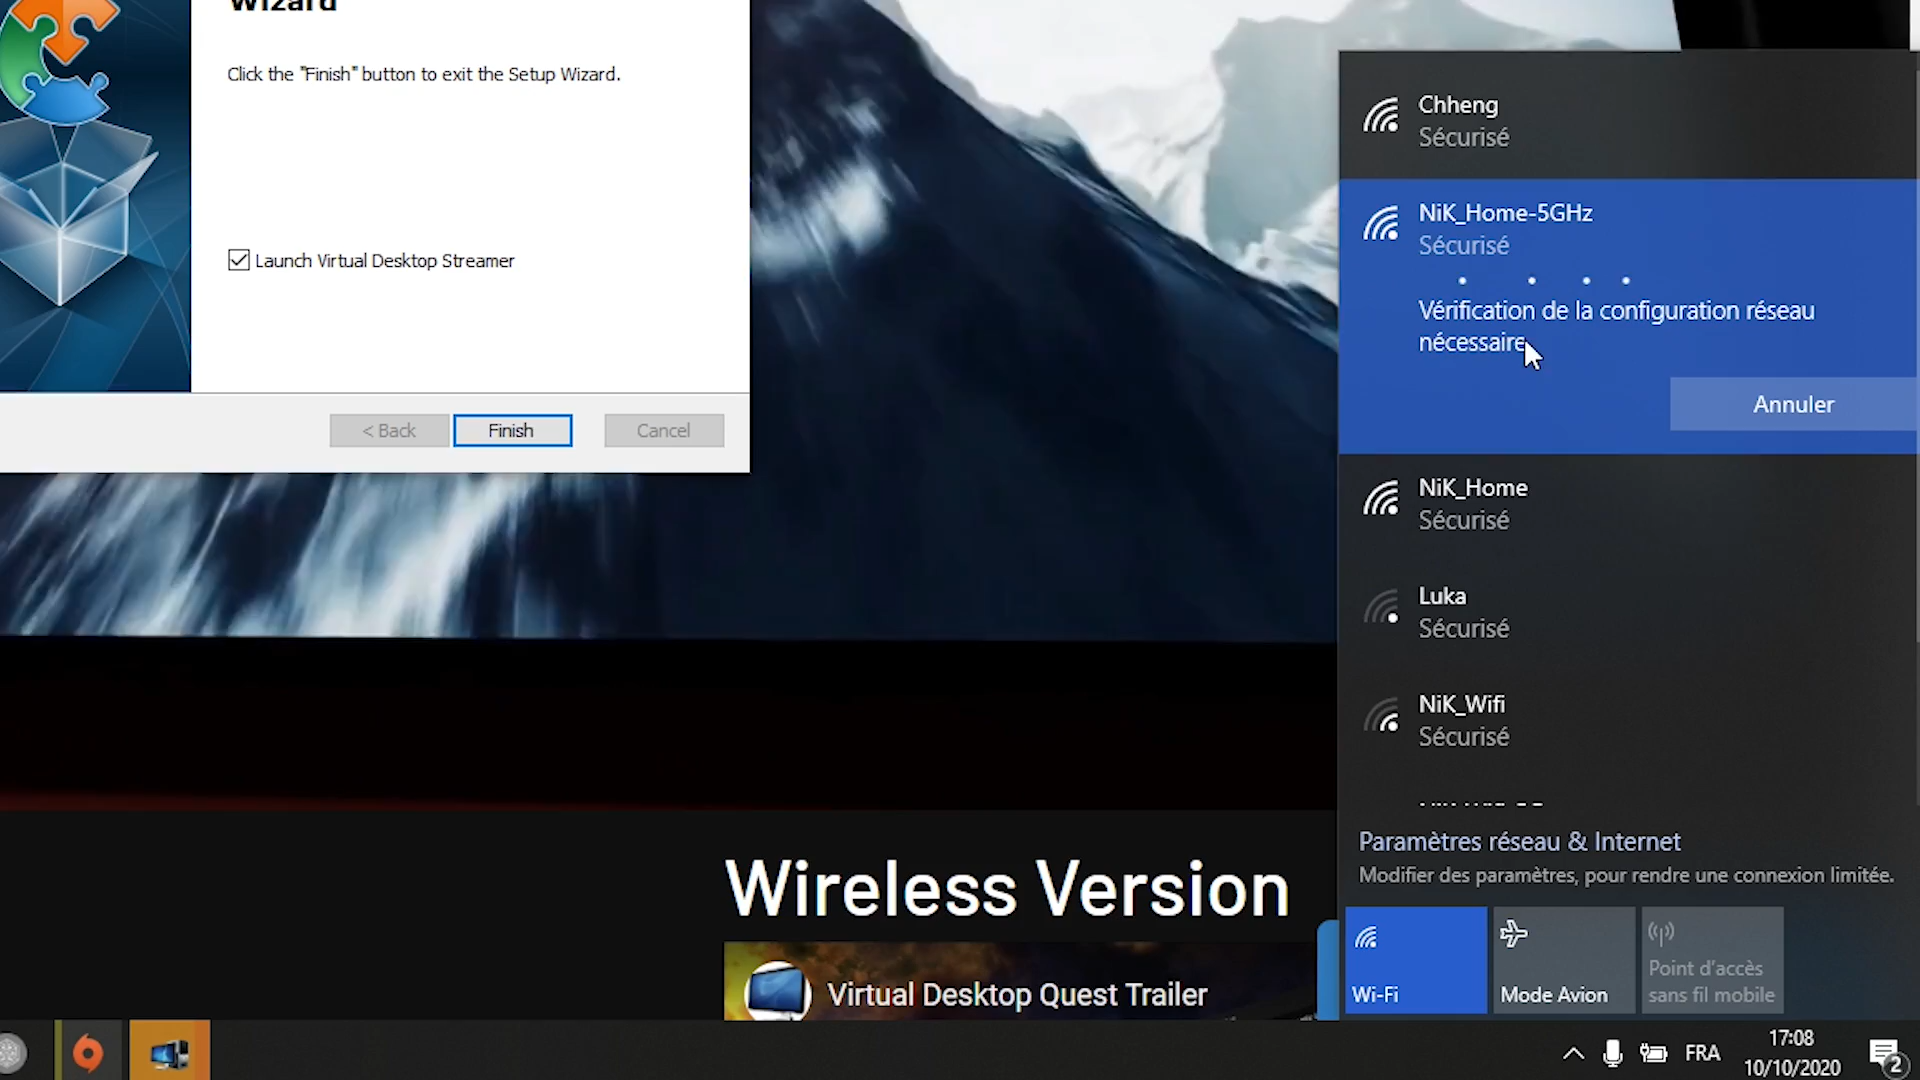 Wizard
Click the "Finish" button to exit the Setup Wizard.
Launch Virtual Desktop Streamer
< Back
Finish
Cancel
Chheng
Sécurisé
NiK_Home-5GHz
Sécurisé
Vérification de la configuration réseau
nécessaire
Annuler
NiK_Home
Sécurisé
Luka
Sécurisé
NiK_Wifi
Sécurisé
Paramètres réseau & Internet
Modifier des paramètres, pour rendre une connexion limitée.
Wi-Fi
Mode Avion
Point d'accès
sans fil mobile
Wireless Version
Virtual Desktop Quest Trailer
FRA
17:08
10/10/2020
2